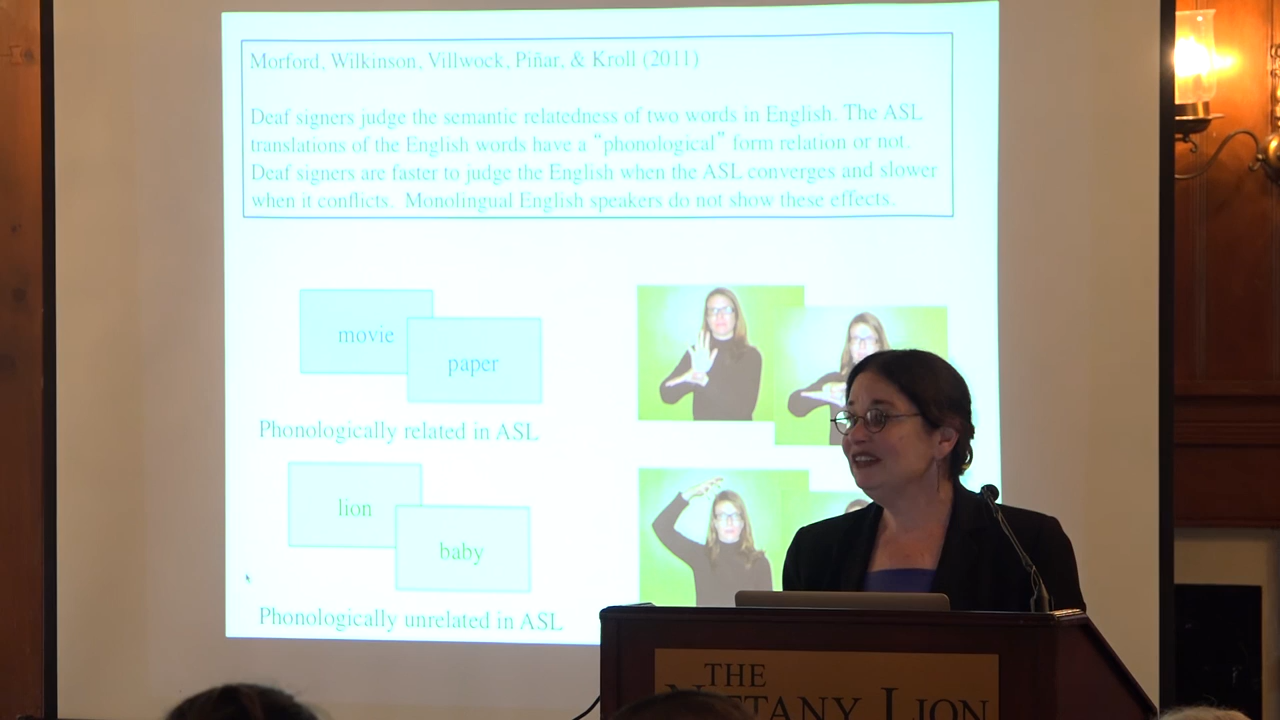 Morford, Wilkinson, Villwock, Piñar, & Kroll (2011)
Deaf signers judge the semantic relatedness of two words in English. The ASL
translations of the English words have a “phonological” form relation or not.
Deaf signers are faster to judge the English when the ASL converges and slower
when it conflicts. Monolingual English speakers do not show these effects.
movie
paper
Phonologically related in ASL
lion
baby
Phonologically unrelated in ASL
THE
LION